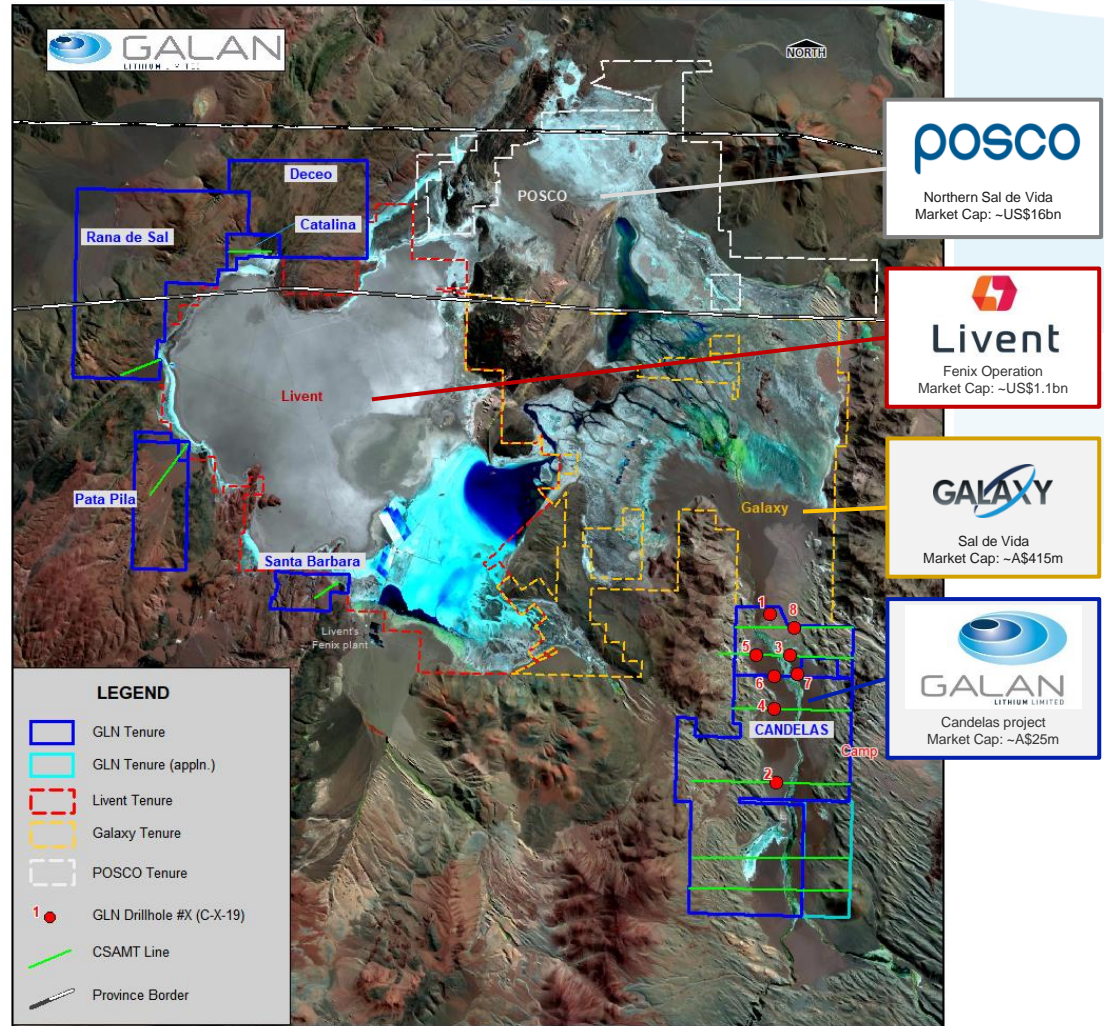 GALAN
LITHIUM LIMITED
NORTH
Deceo
Catalina
Rana de Sal
POSCO
Livent
Pata Pila
Santa Barbara
Livent's
Fenix plant
Galaxy
1
8
5
3
6
7
4
CANDELAS
Camp
2
posco
Northern Sal de Vida
Market Cap: ~US$16bn
Livent
Fenix Operation
Market Cap: ~US$1.1bn
GALAXY
Sal de Vida
Market Cap: ~A$415m
GALAN
LITHIUM LIMITED
Candelas project
Market Cap: ~A$25m
LEGEND
GLN Tenure
GLN Tenure (appln.)
Livent Tenure
Galaxy Tenure
POSCO Tenure
1 GLN Drillhole #X (C-X-19)
CSAMT Line
Province Border